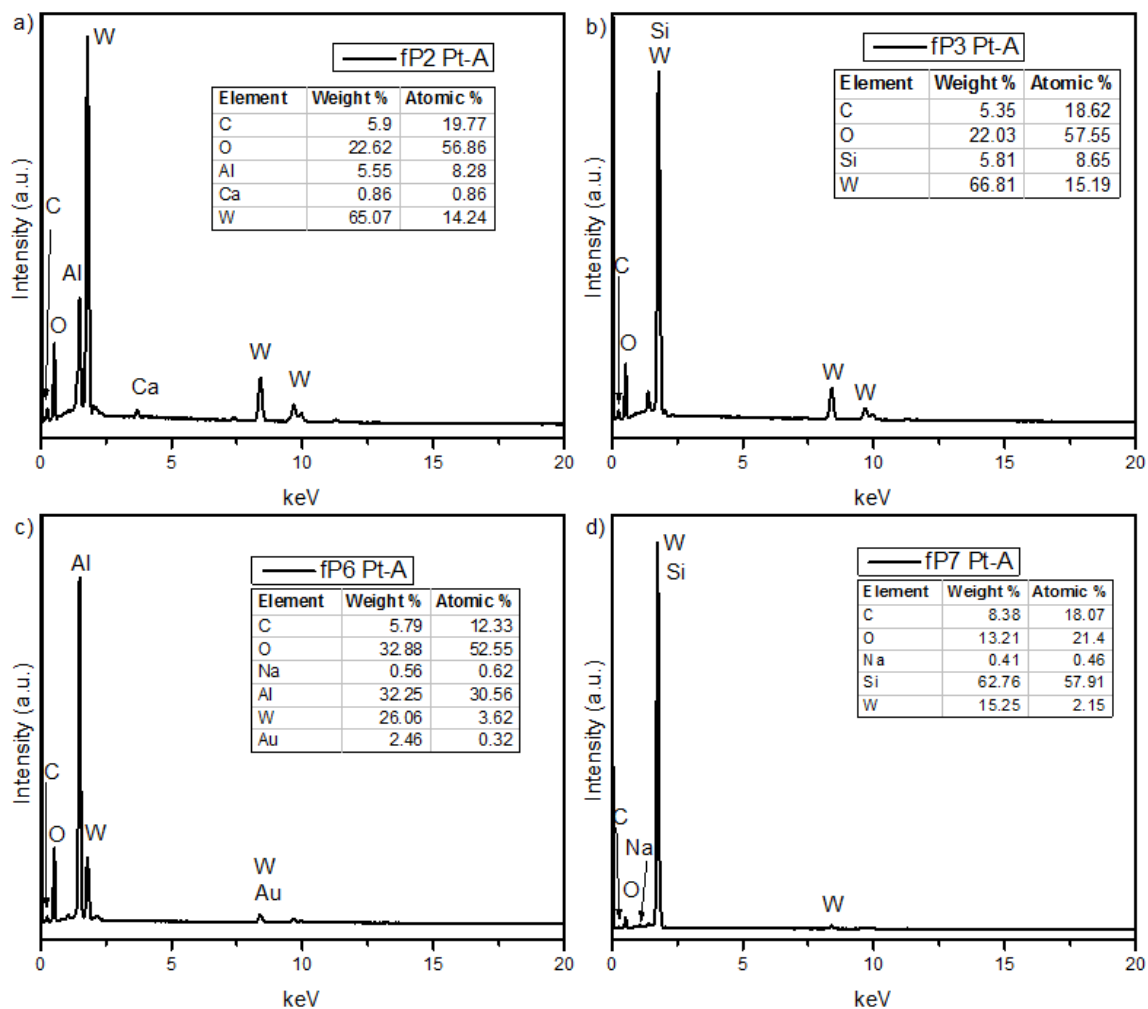 a)
W
fP2 Pt-A
Element Weight % Atomic %
C 5.9 19.77
O 22.62 56.86
Al 5.55 8.28
Ca 0.86 0.86
W 65.07 14.24
C
Al
O
Ca
W
W
Intensity (a.u.)
0 5 10 15 20
keV
b)
Si
W
fP3 Pt-A
Element Weight % Atomic %
C 5.35 18.62
O 22.03 57.55
Si 5.81 8.65
W 66.81 15.19
C
O
W
W
Intensity (a.u.)
0 5 10 15 20
keV
c)
Al
fP6 Pt-A
Element Weight % Atomic %
C 5.79 12.33
O 32.88 52.55
Na 0.56 0.62
Al 32.25 30.56
W 26.06 3.62
Au 2.46 0.32
C
O
W
W
Au
Intensity (a.u.)
0 5 10 15 20
keV
d)
W
Si
fP7 Pt-A
Element Weight % Atomic %
C 8.38 18.07
O 13.21 21.4
Na 0.41 0.46
Si 62.76 57.91
W 15.25 2.15
C
Na
O
W
Intensity (a.u.)
0 5 10 15 20
keV